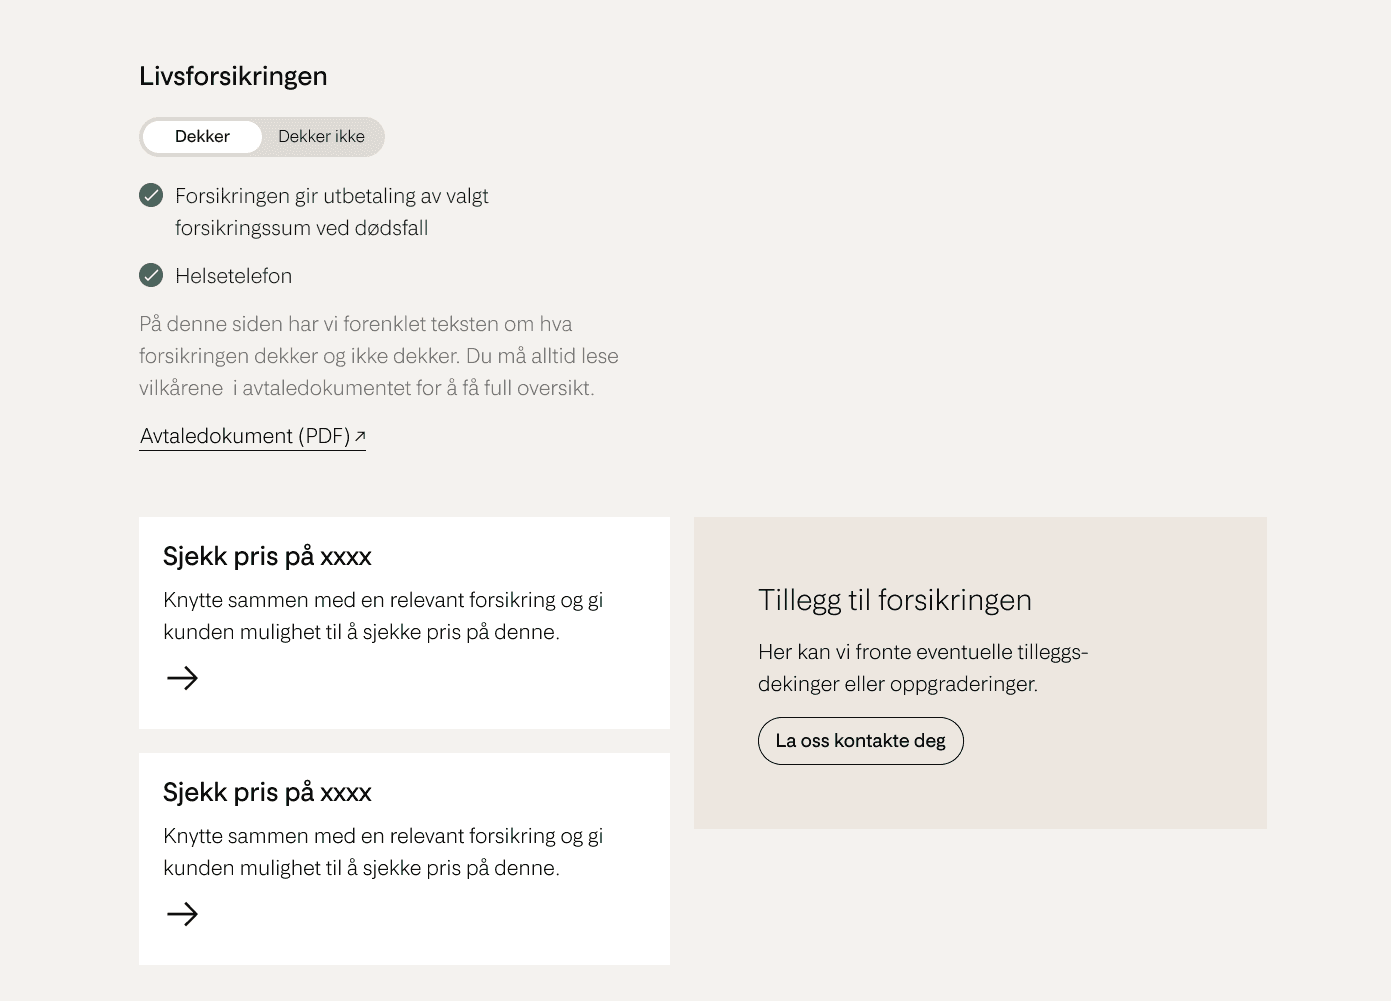 Livsforsikringen
Dekker
Dekker ikke
Forsikringen gir utbetaling av valgt
forsikringssum ved dødsfall
Helsetelefon
På denne siden har vi forenklet teksten om hva
forsikringen dekker og ikke dekker. Du må alltid lese
vilkårene  i avtaledokumentet for å få full oversikt.
Avtaledokument (PDF)↗
Sjekk pris på xxxx
Knytte sammen med en relevant forsikring og gi
kunden mulighet til å sjekke pris på denne.
→
Sjekk pris på xxxx
Knytte sammen med en relevant forsikring og gi
kunden mulighet til å sjekke pris på denne.
→
Tillegg til forsikringen
Her kan vi fronte eventuelle tilleggs-
dekinger eller oppgraderinger.
La oss kontakte deg